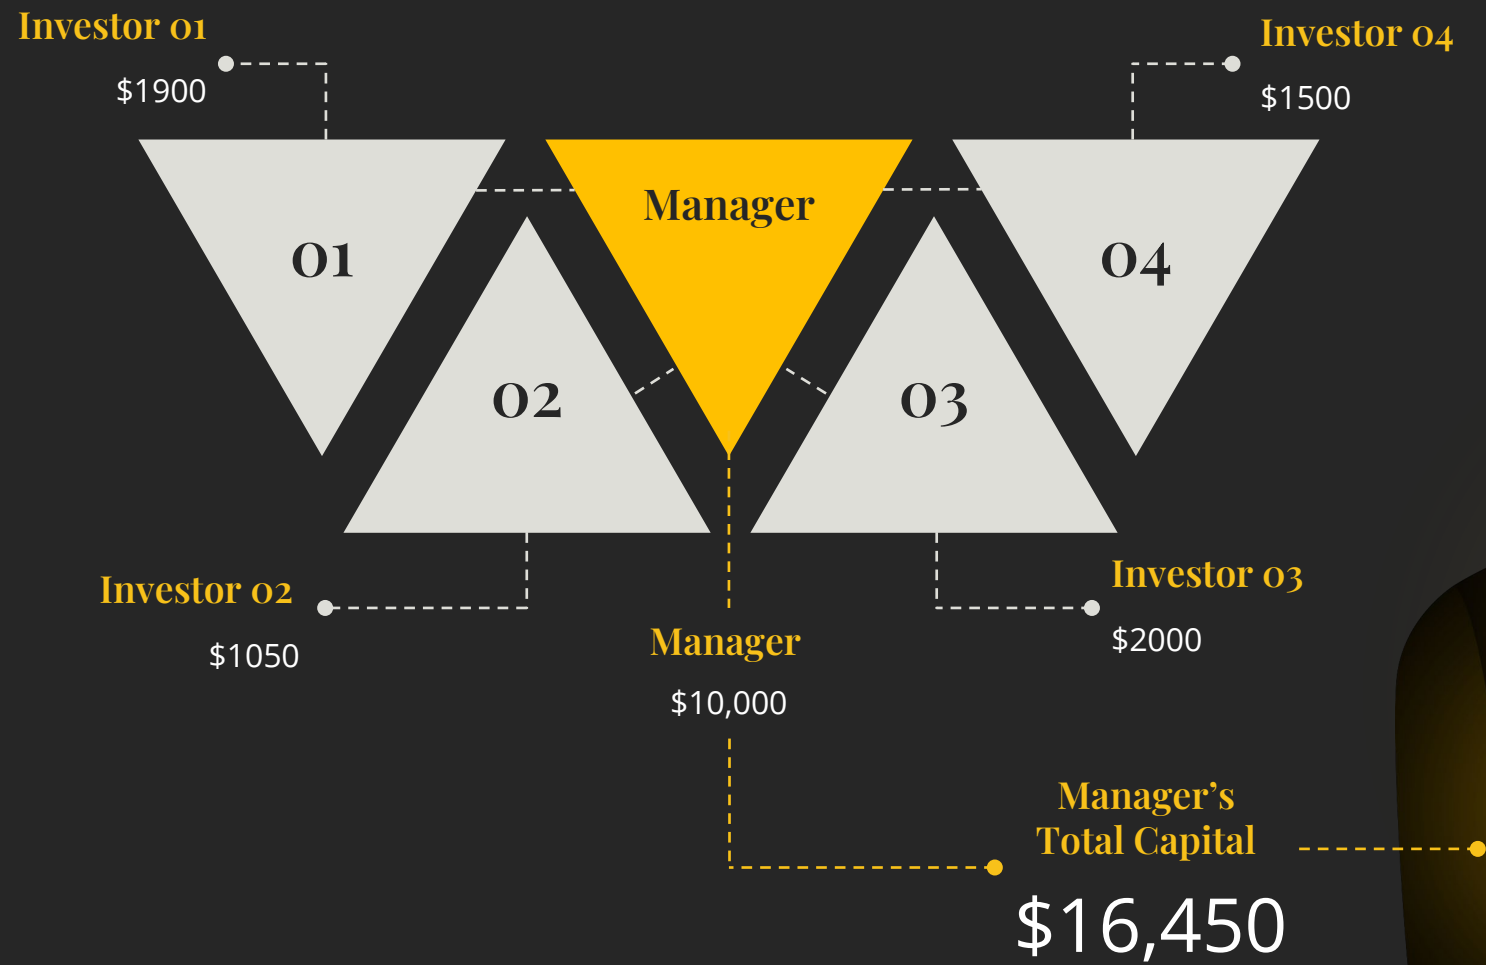 Investor 01
$1900
Investor 04
$1500
Manager
01
04
02
03
Investor 02
$1050
Investor 03
$2000
Manager
$10,000
Manager’s
Total Capital
$16,450